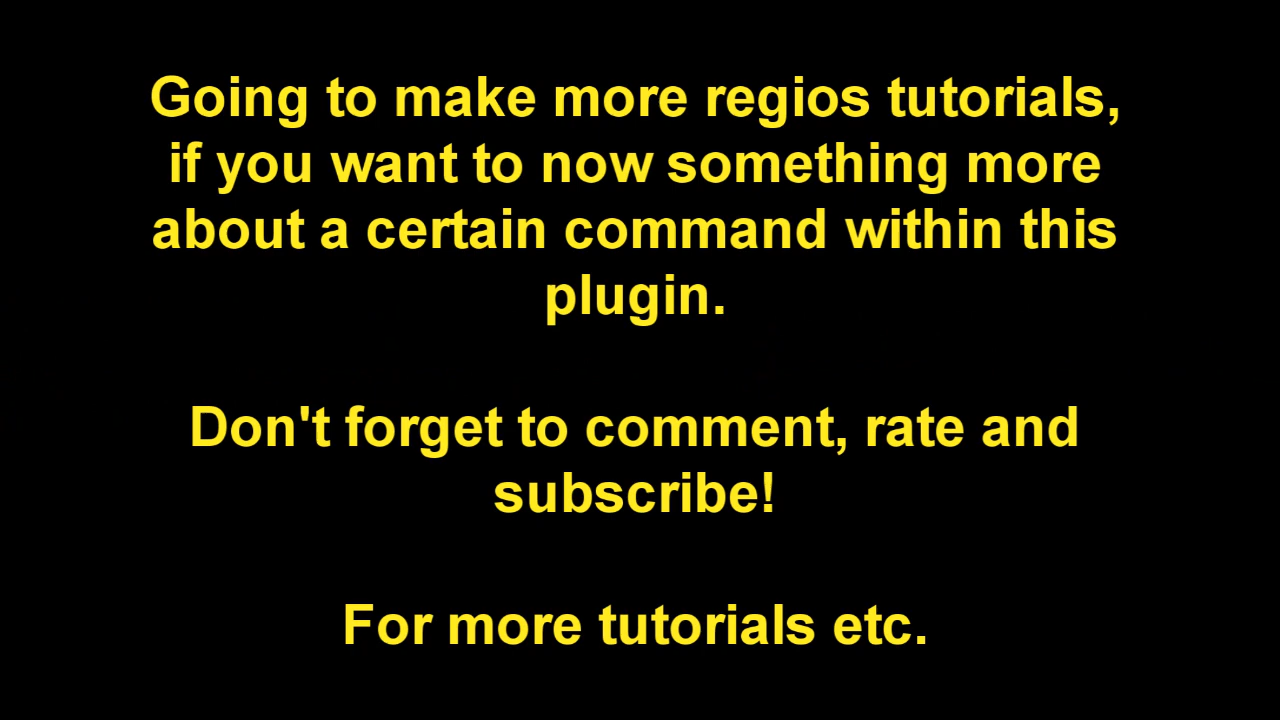 Going to make more regios tutorials,
if you want to now something more
about a certain command within this
plugin.
Don't forget to comment, rate and
subscribe!
For more tutorials etc.